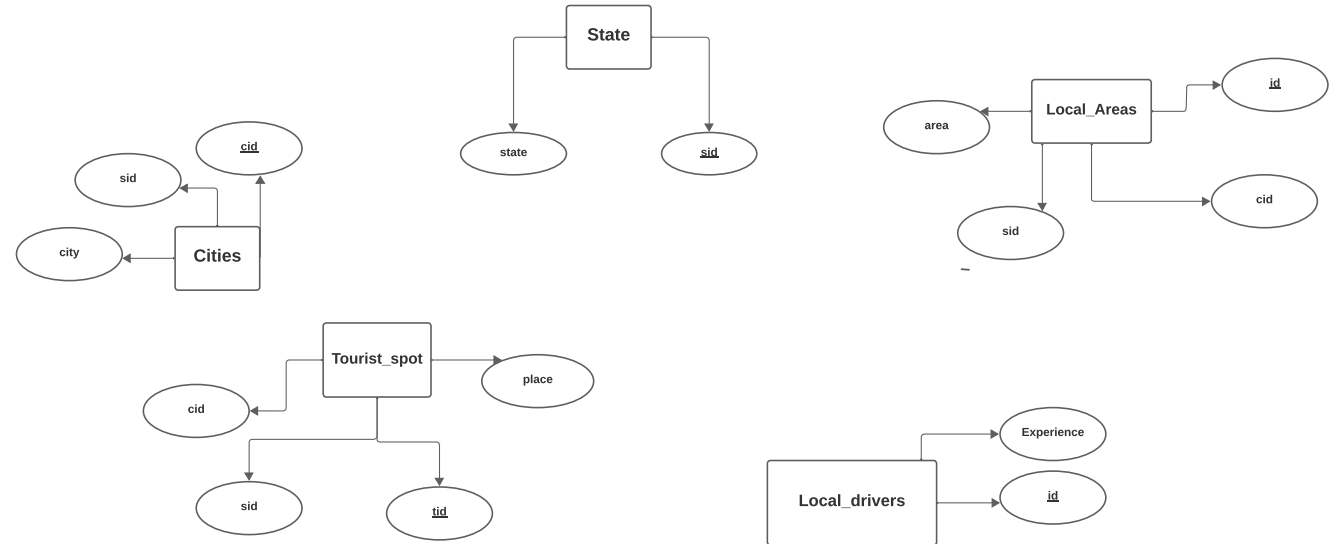 State
state
sid
Local_Areas
id
area
cid
sid
cid
sid
city
Cities
Tourist_spot
place
cid
sid
tid
Experience
Local_drivers
id